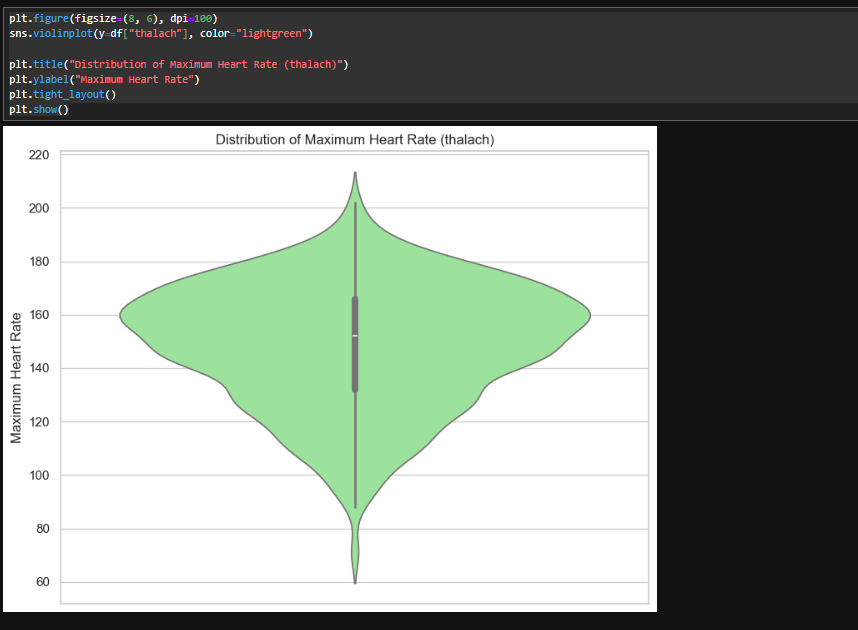 plt.figure(figsize=(8, 6), dpi=100)
sns.violinplot(y=df["thalach"], color="lightgreen")
plt.title("Distribution of Maximum Heart Rate (thalach)")
plt.ylabel("Maximum Heart Rate")
plt.tight_layout()
plt.show()
Distribution of Maximum Heart Rate (thalach)
220
200
180
160
140
120
100
80
60
Maximum Heart Rate